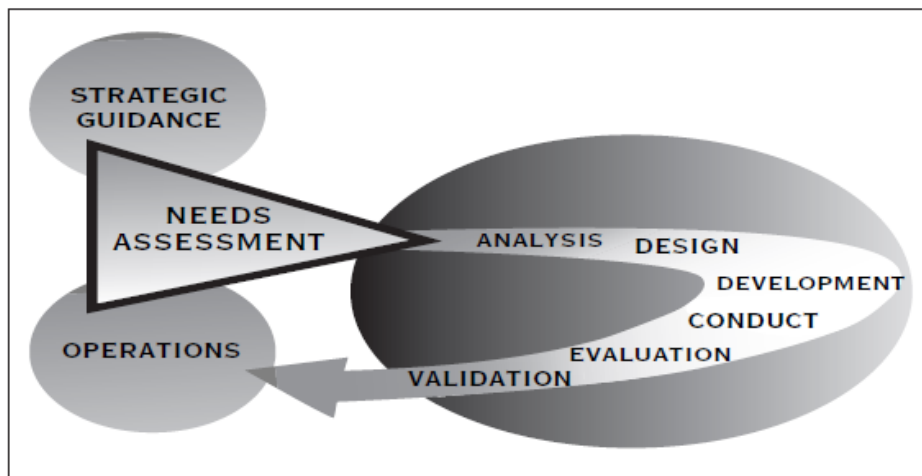 STRATEGIC
GUIDANCE
NEEDS
ASSESSMENT
OPERATIONS
ANALYSIS
DESIGN
DEVELOPMENT
CONDUCT
EVALUATION
VALIDATION